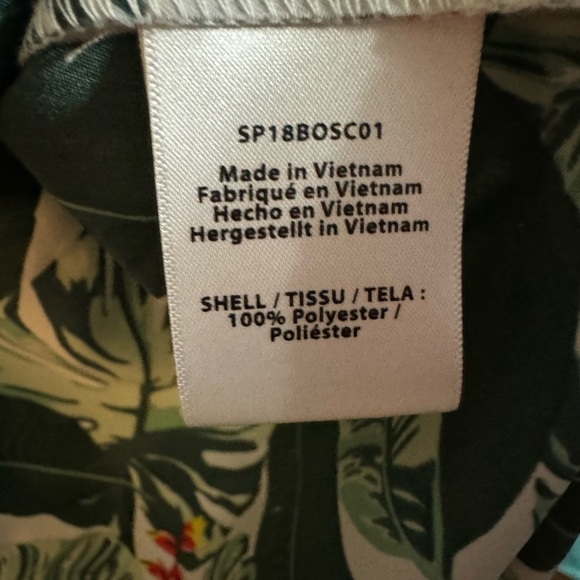 SP18BOSC01
Made in Vietnam
Fabriqué en Vietnam
Hecho en Vietnam
Hergestellt in Vietnam
SHELL / TISSU / TELA :
100% Polyester /
Poliéster